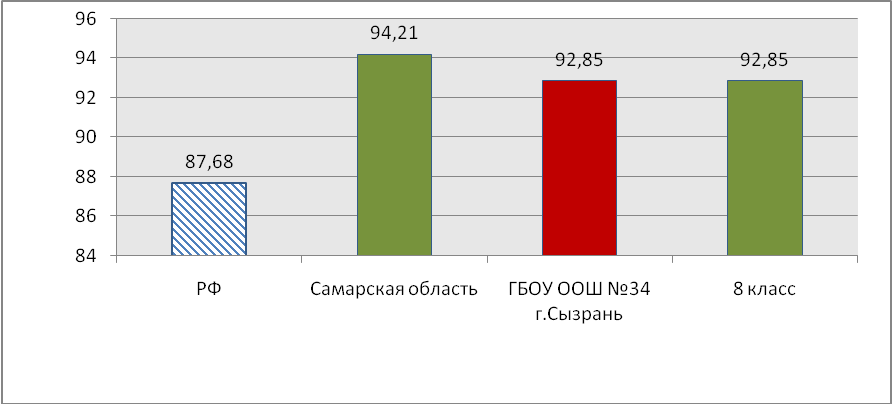 96
94
92
90
88
86
84
87,68
94,21
92,85
92,85
РФ
Самарская область
ГБОУ ООШ №34
г.Сызрань
8 класс